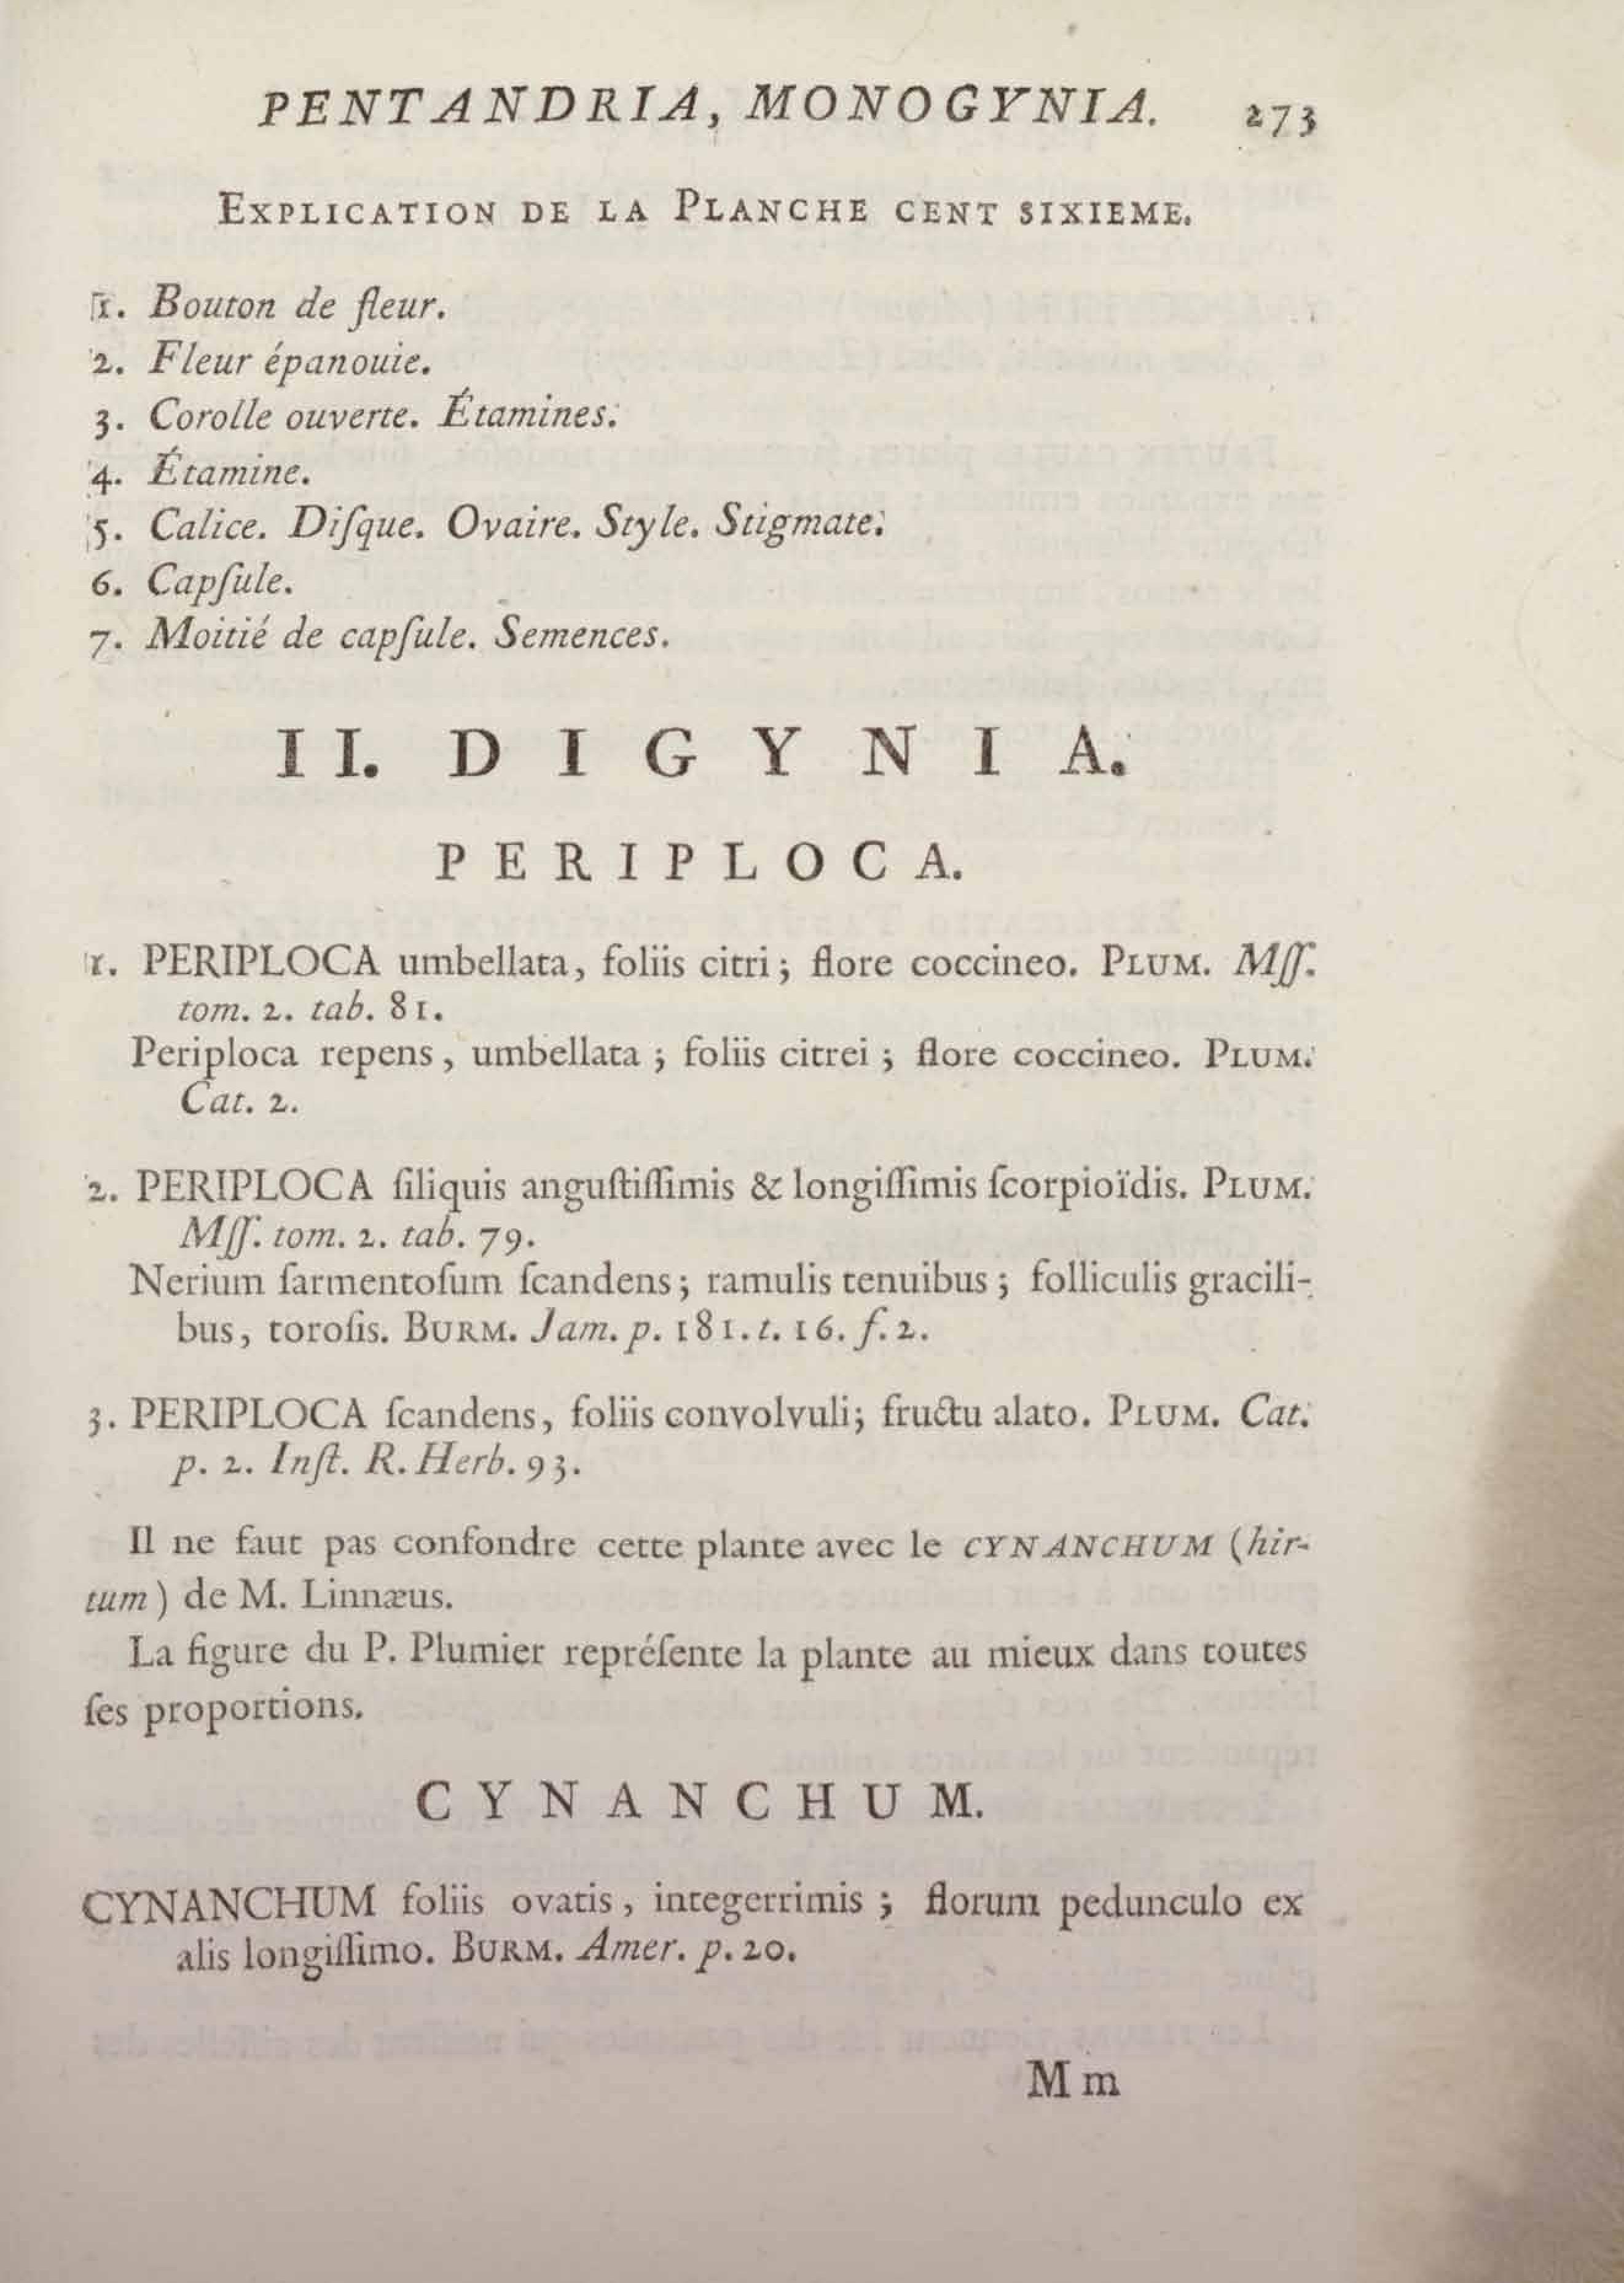 PENTANDRIA, MONOGYNIA. 273
EXPLICATION DE LA PLANCHE CENT SIXIEME.
1. Bouton de fleur.
2. Fleur épanouie.
3. Corolle ouverte. Étamines.
4. Étamine.
5. Calice. Diſque. Ovaire. Style. Stigmate.
6. Capſule.
7. Moitié de capſule. Semences.
II. DIGYNIA.
PERIPLOCA.
1. PERIPLOCA umbellata, foliis citri; flore coccineo. PLUM. Mſſ.
tom. 2. tab. 81.
Periploca repens, umbellata; foliis citrei; flore coccineo. PLUM.
Cat. 2.
2. PERIPLOCA ſiliquis anguſtiſſimis & longiſſimis ſcorpioïdis. PLUM.
Mſſ. tom. 2. tab. 79.
Nerium ſarmentoſum ſcandens; ramulis tenuibus; folliculis gracili-
bus, toroſis. BURM. Jam. p. 181. t. 16. f. 2.
3. PERIPLOCA ſcandens, foliis convolvuli; fructu alato. PLUM. Cat.
p. 2. Inſt. R. Herb. 93.
Il ne faut pas confondre cette plante avec le CYNANCHUM (hir-
tum) de M. Linnæus.
La figure du P. Plumier repréſente la plante au mieux dans toutes
ſes proportions.
CYNANCHUM.
CYNANCHUM foliis ovatis, integerrimis; florum pedunculo ex
alis longiſſimo. BURM. Amer. p. 20.
Mm